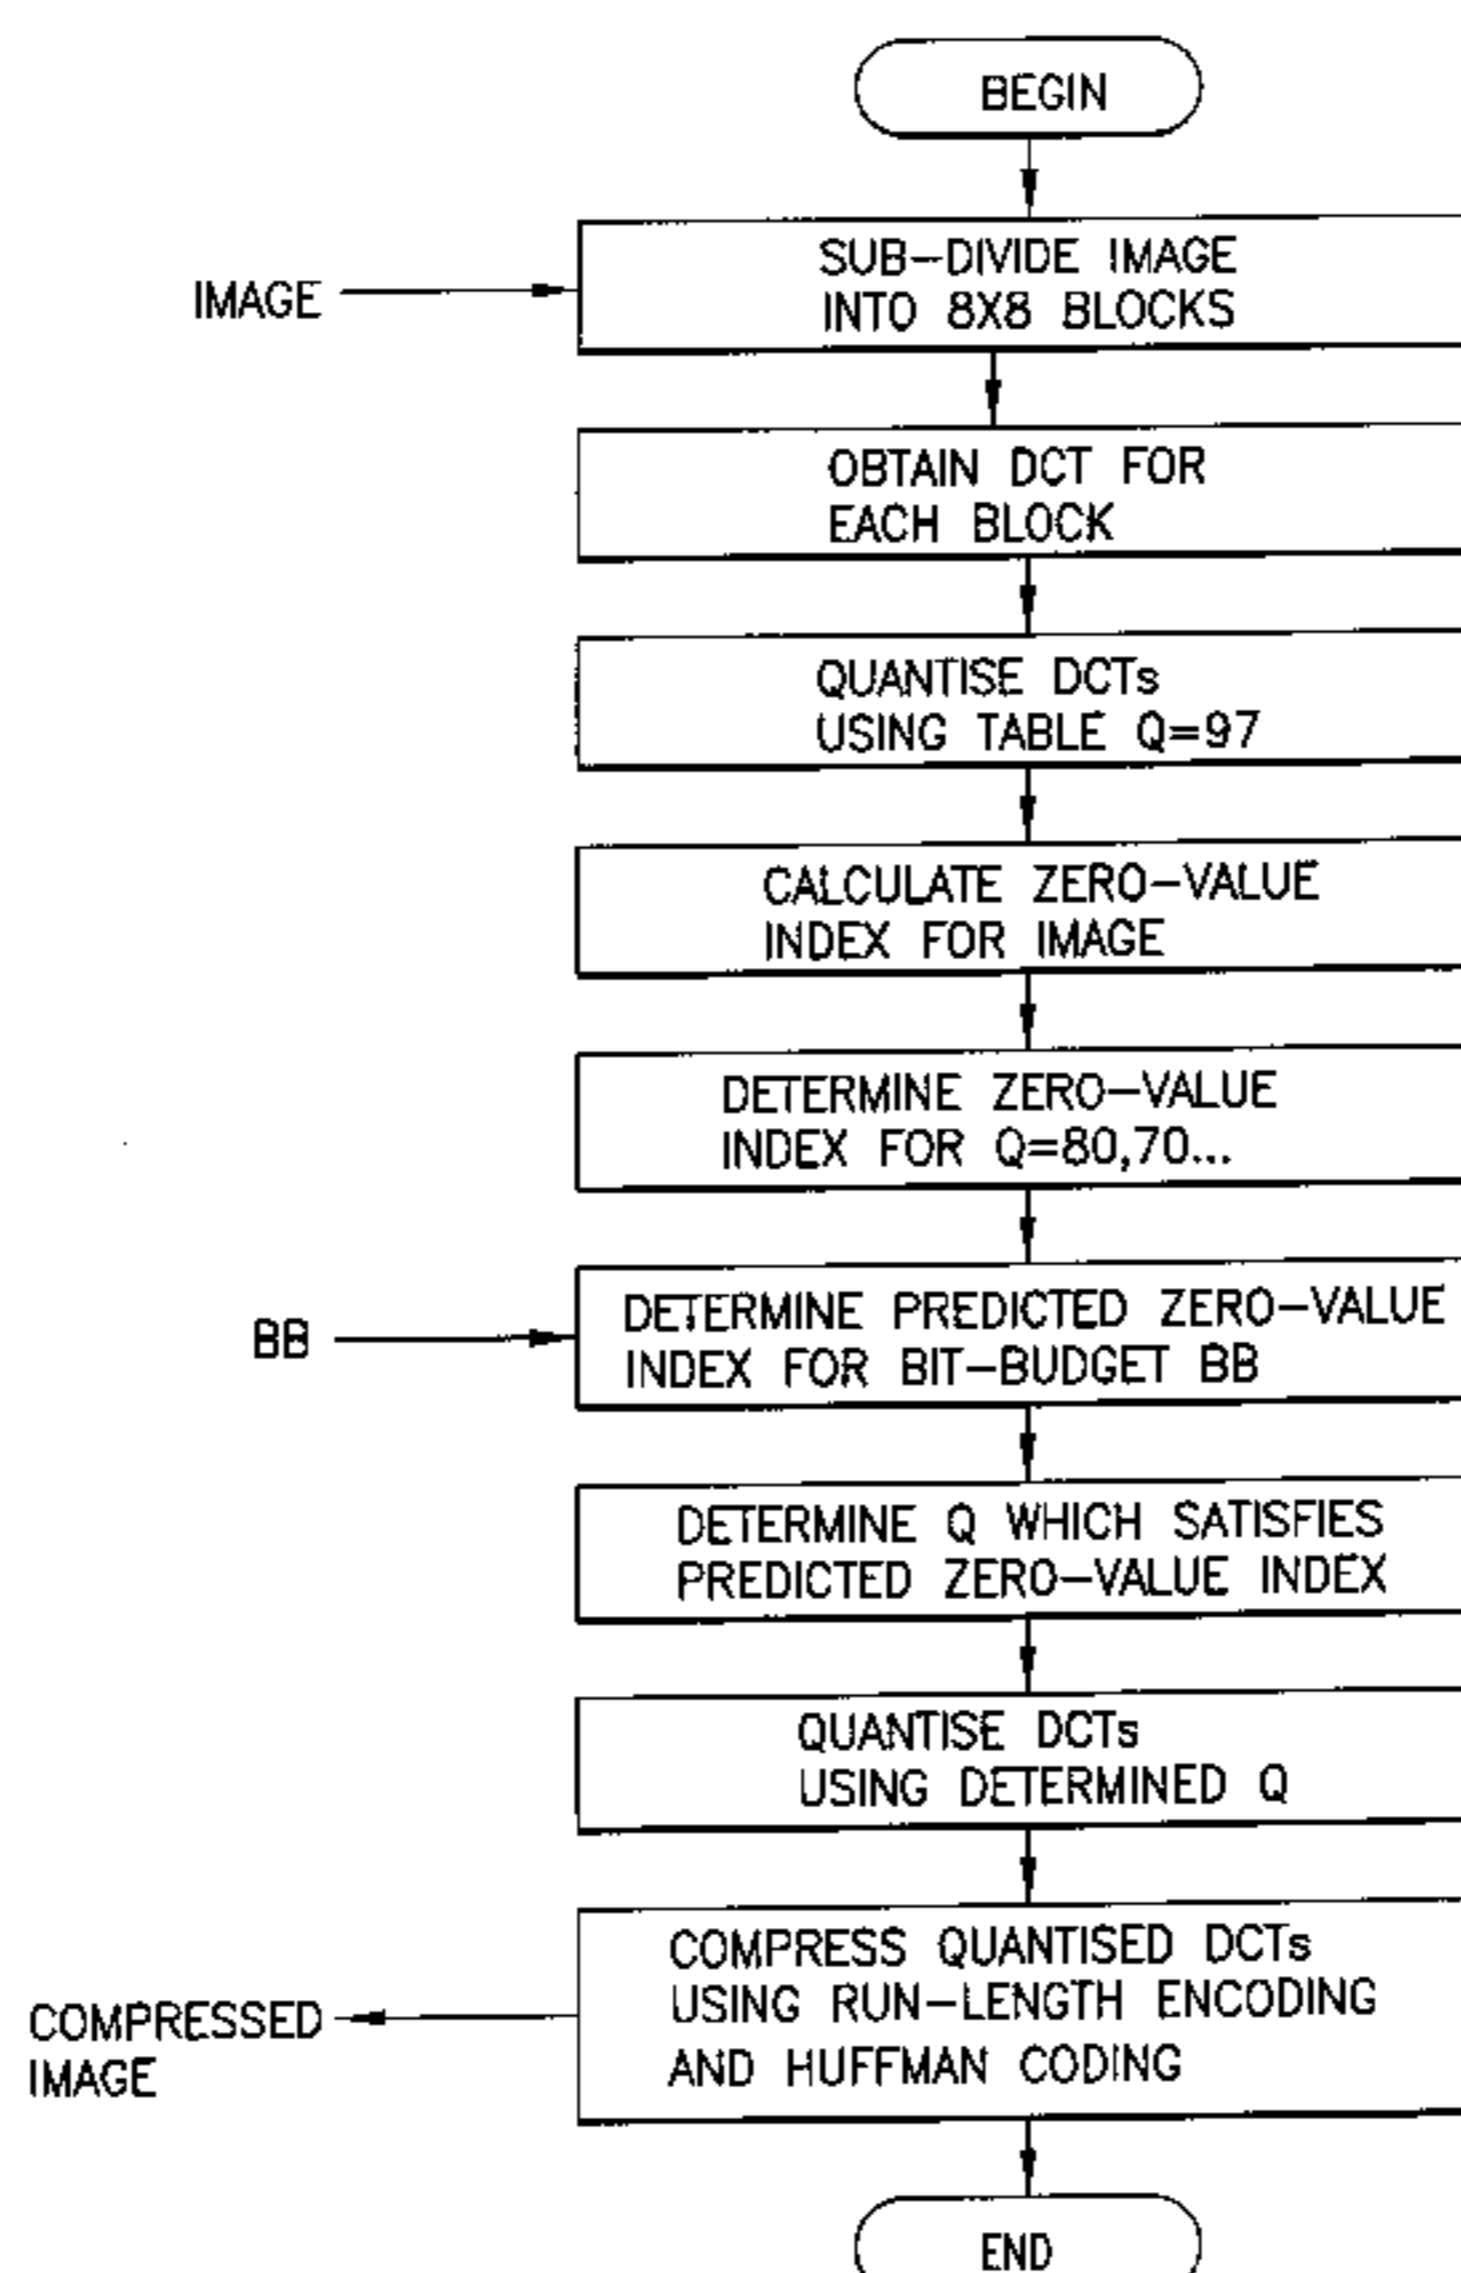 BEGIN
IMAGE
SUB-DIVIDE IMAGE
INTO 8X8 BLOCKS
OBTAIN DCT FOR
EACH BLOCK
QUANTISE DCTs
USING TABLE Q=97
CALCULATE ZERO-VALUE
INDEX FOR IMAGE
DETERMINE ZERO-VALUE
INDEX FOR Q=80,70...
BB
DETERMINE PREDICTED ZERO-VALUE
INDEX FOR BIT-BUDGET BB
DETERMINE Q WHICH SATISFIES
PREDICTED ZERO-VALUE INDEX
QUANTISE DCTs
USING DETERMINED Q
COMPRESS QUANTISED DCTs
USING RUN-LENGTH ENCODING
AND HUFFMAN CODING
COMPRESSED
IMAGE
END